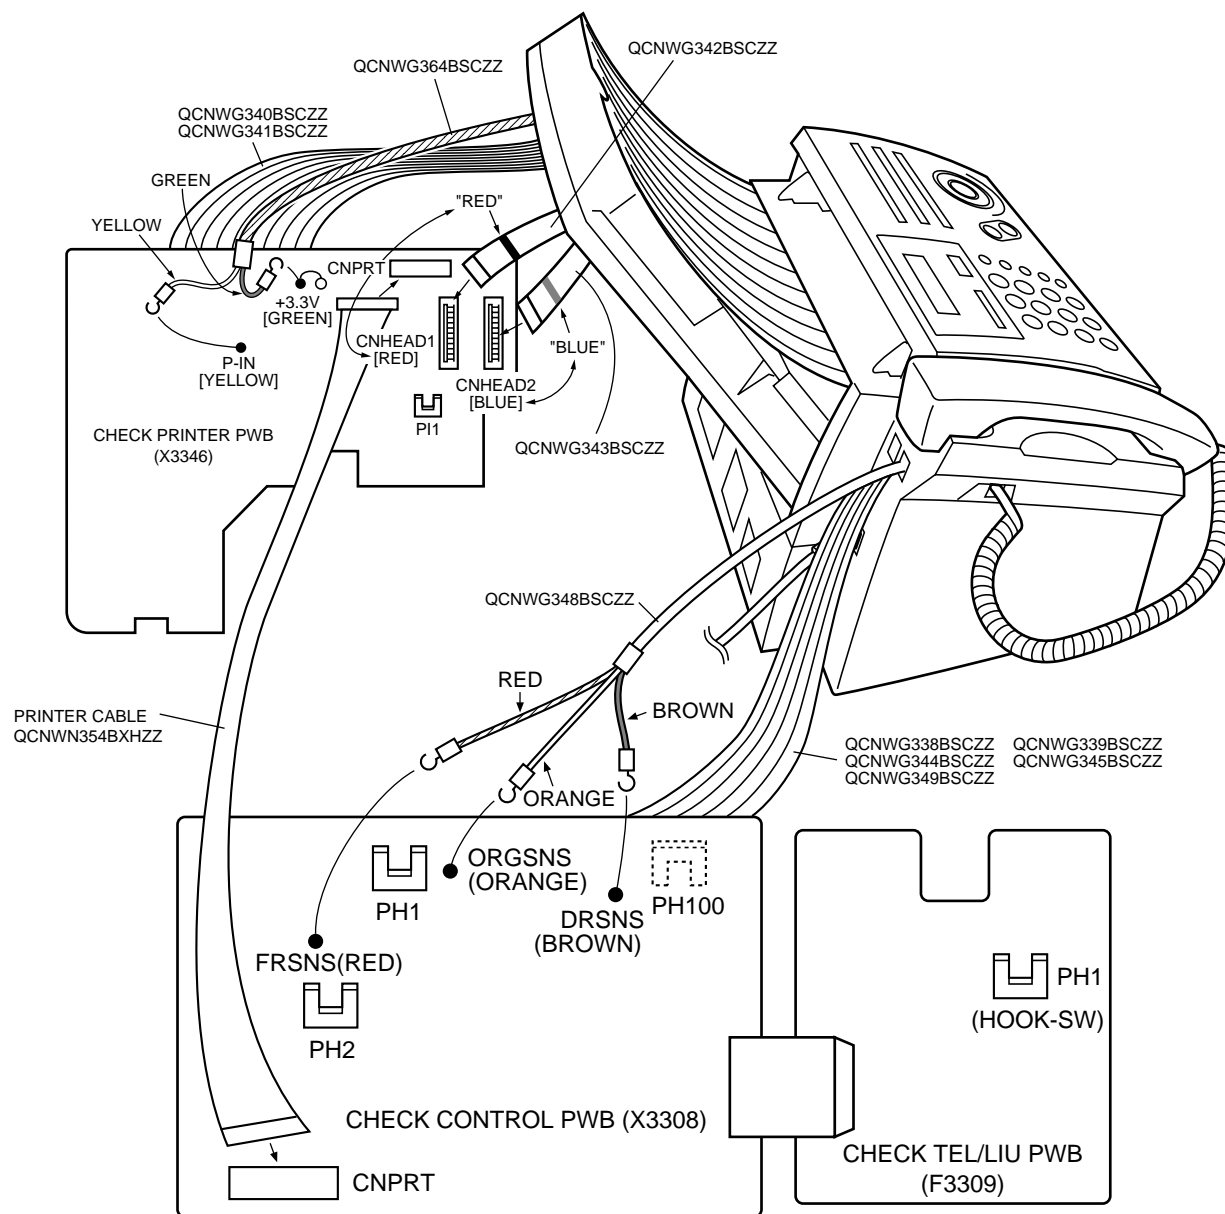 QCNWG342BSCZZ
QCNWG364BSCZZ
QCNWG340BSCZZ
QCNWG341BSCZZ
GREEN
YELLOW
"RED"
CNPRT
+3.3V
[GREEN]
CNHEAD1
[RED]
"BLUE"
P-IN
[YELLOW]
CNHEAD2
[BLUE]
PI1
CHECK PRINTER PWB
(X3346)
QCNWG343BSCZZ
QCNWG348BSCZZ
RED
BROWN
PRINTER CABLE
QCNWN354BXHZZ
QCNWG338BSCZZ QCNWG339BSCZZ
QCNWG344BSCZZ QCNWG345BSCZZ
QCNWG349BSCZZ
ORANGE
ORGSNS
(ORANGE)
PH1
PH100
DRSNS
(BROWN)
FRSNS(RED)
PH2
PH1
(HOOK-SW)
CHECK CONTROL PWB (X3308)
CHECK TEL/LIU PWB
(F3309)
CNPRT